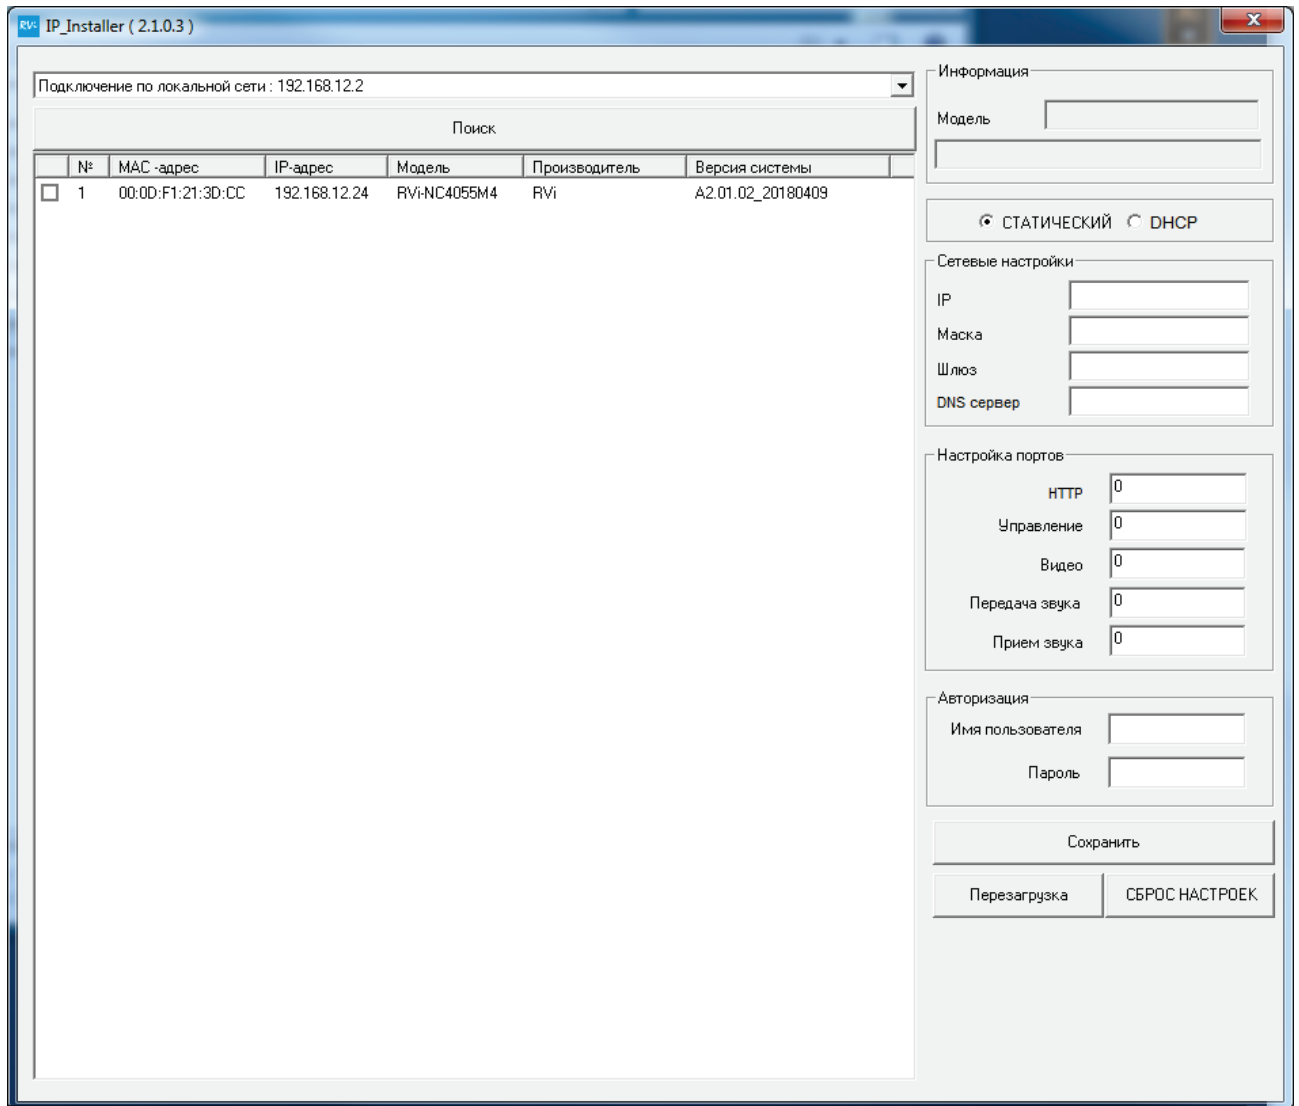 RVi IP_Installer ( 2.1.0.3 )
Подключение по локальной сети : 192.168.12.2
Поиск
№ MAC -адрес IP-адрес Модель Производитель Версия системы
1 00:0D:F1:21:3D:CC 192.168.12.24 RVi-NC4055M4 RVi A2.01.02_20180409
Информация
Модель
СТАТИЧЕСКИЙ DHCP
Сетевые настройки
IP
Маска
Шлюз
DNS сервер
Настройка портов
HTTP 0
Управление 0
Видео 0
Передача звука 0
Прием звука 0
Авторизация
Имя пользователя
Пароль
Сохранить
Перезагрузка СБРОС НАСТРОЕК